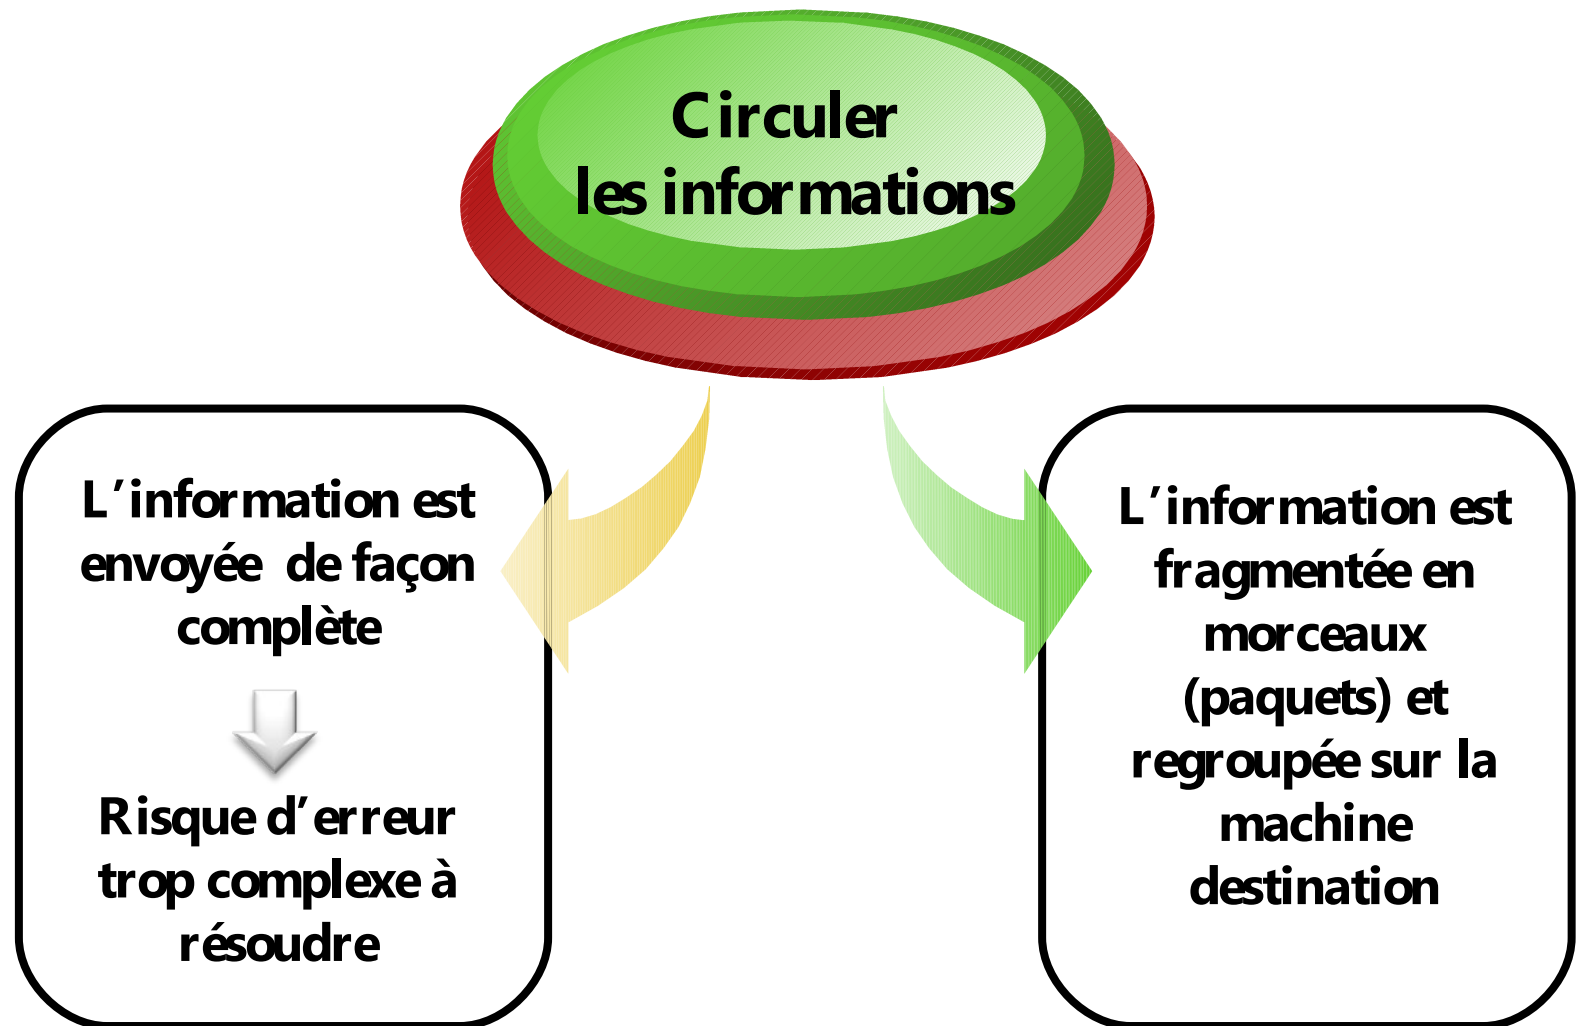 Circuler
les informations
L’information est
envoyée de façon
complète
Risque d’erreur
trop complexe à
résoudre
L’information est
fragmentée en
morceaux
(paquets) et
regroupée sur la
machine
destination